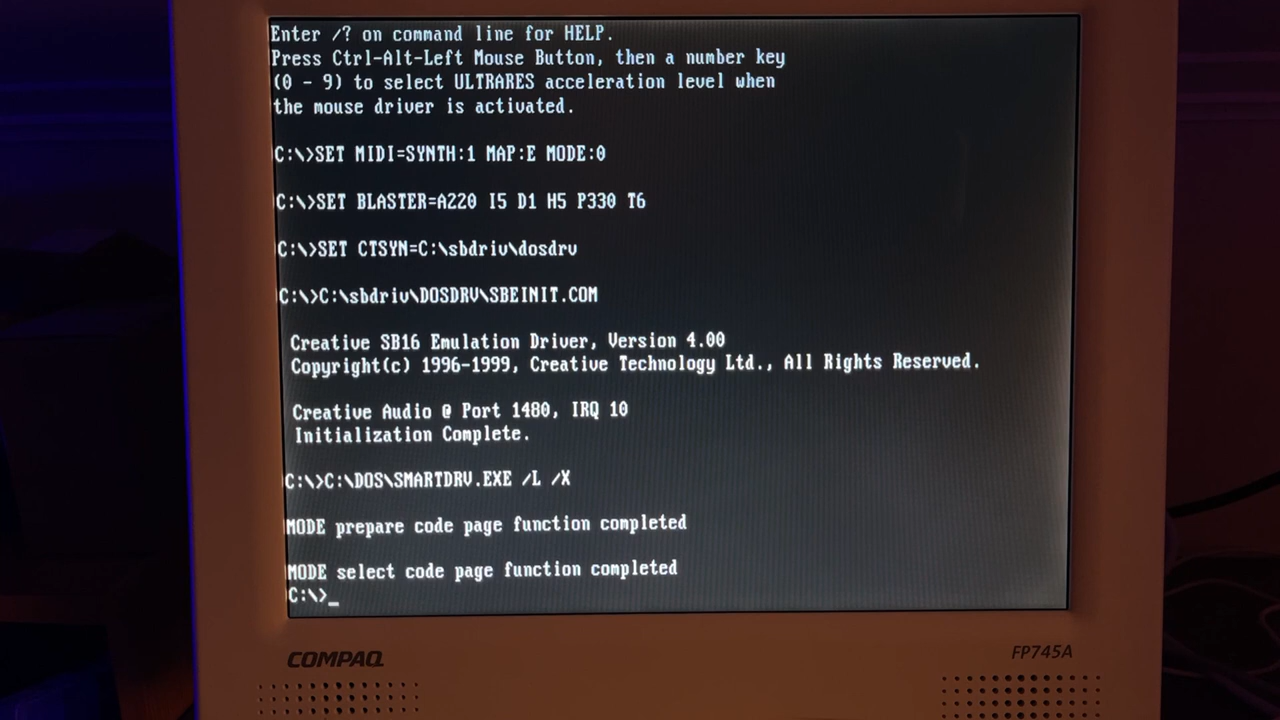 Enter /? on command line for HELP.
Press Ctrl-Alt-Left Mouse Button, then a number key
(0 - 9) to select ULTRARES acceleration level when
the mouse driver is activated.
C:\>SET MIDI=SYNTH:1 MAP:E MODE:0
C:\>SET BLASTER=A220 I5 D1 H5 P330 T6
C:\>SET CTSYN=C:\sbdriv\dosdrv
C:\>C:\sbdriv\DOSDRV\SBEINIT.COM
Creative SB16 Emulation Driver, Version 4.00
Copyright(c) 1996-1999, Creative Technology Ltd., All Rights Reserved.
Creative Audio @ Port 1480, IRQ 10
Initialization Complete.
C:\>C:\DOS\SMARTDRV.EXE /L /X
MODE prepare code page function completed
MODE select code page function completed
C:\>_
COMPAQ
FP745A